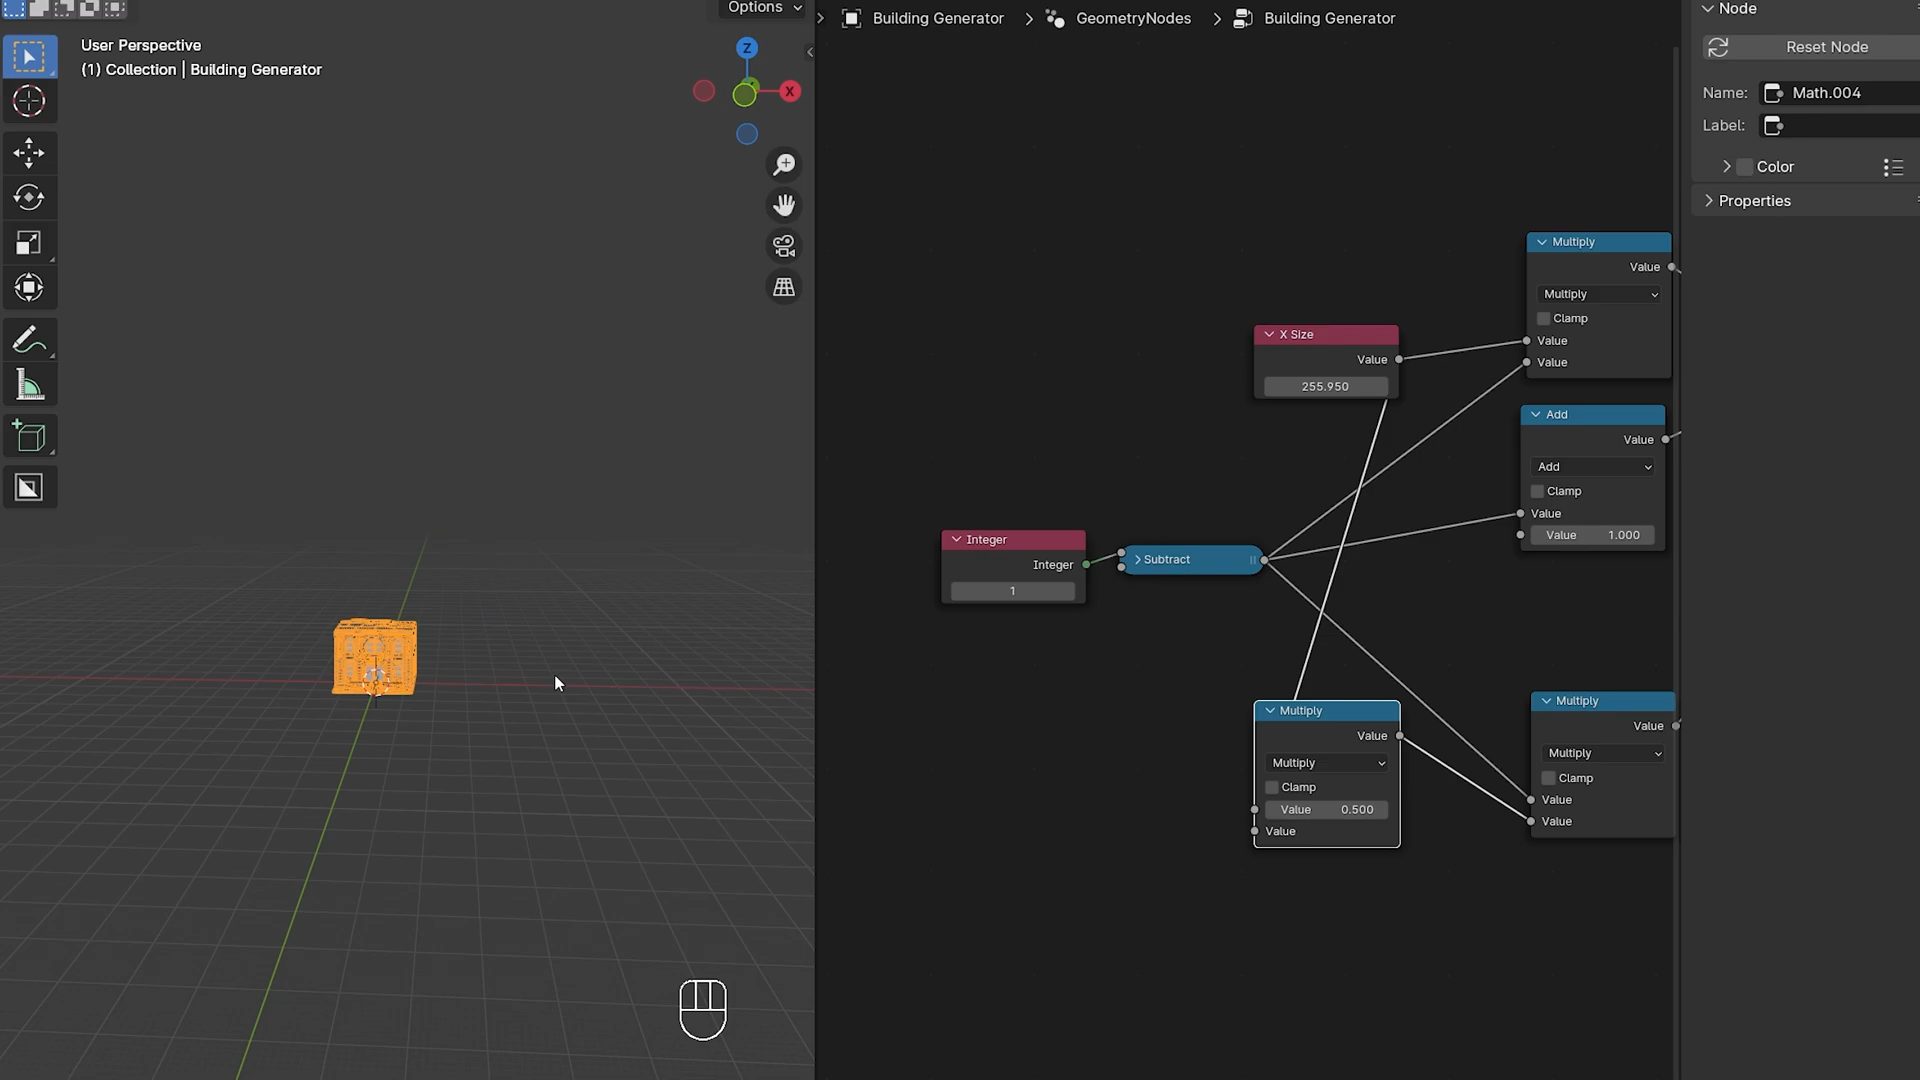 Options
User Perspective
(1) Collection | Building Generator
Z
X
Building Generator
GeometryNodes
Building Generator
Node
Reset Node
Name:
Math.004
Label:
Color
Properties
Multiply
Value
Multiply
Clamp
Value
Value
X Size
Value
255.950
Add
Value
Add
Clamp
Value
Value 1.000
Integer
Integer
1
Subtract
Multiply
Value
Multiply
Clamp
Value 0.500
Value
Multiply
Value
Multiply
Clamp
Value
Value